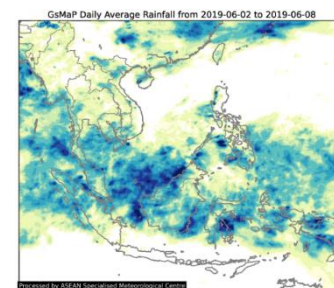 GsMaP Daily Average Rainfall from 2019-06-02 to 2019-06-08
Processed by ASEAN Specialised Meteorological Centre